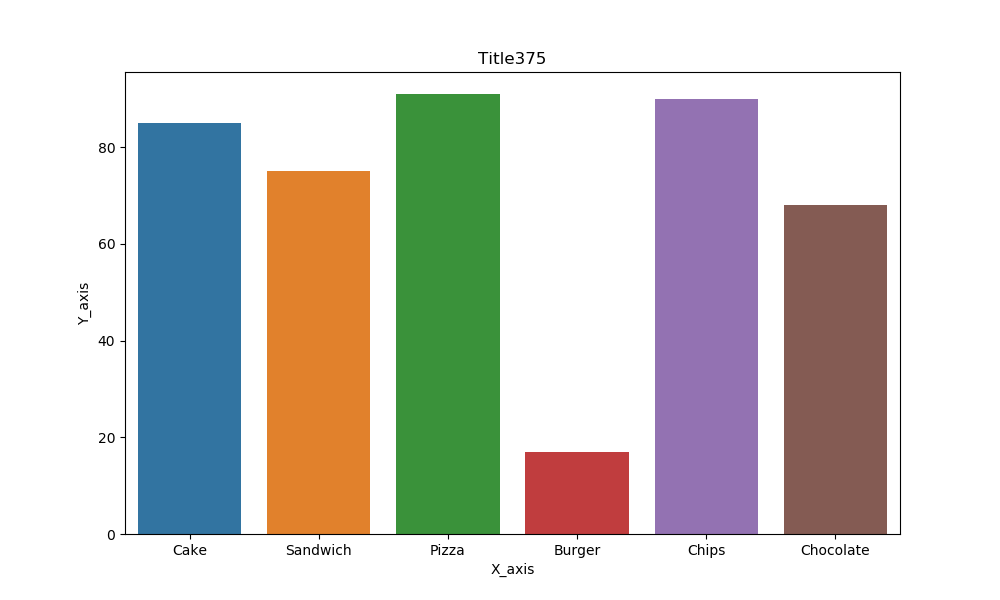 Title375
Y_axis
80
60
40
20
0
Cake Sandwich Pizza Burger Chips Chocolate
X_axis